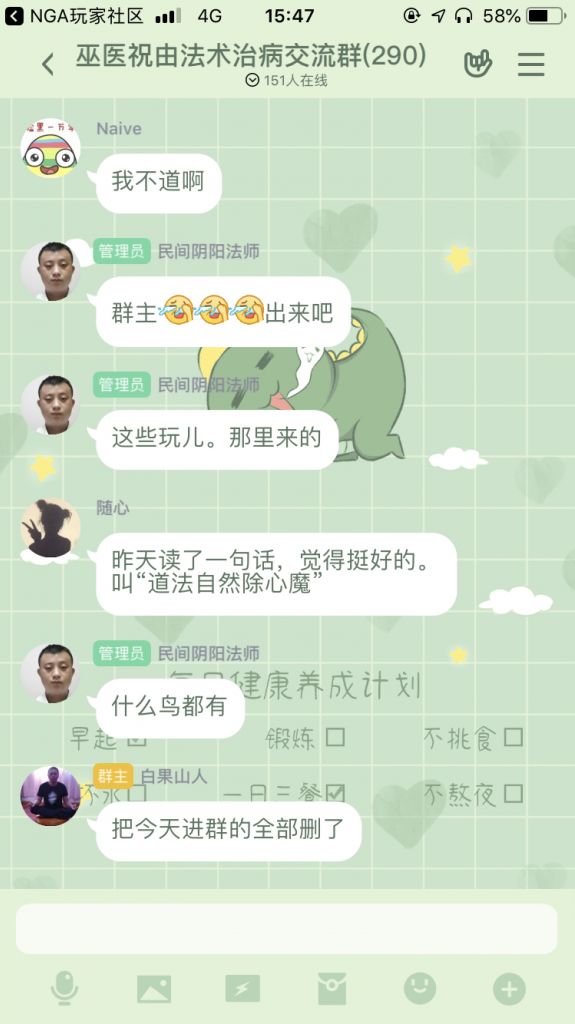 NGA玩家社区 4G 15:47 58%
巫医祝由法术治病交流群(290)
151人在线
Naive
我不道啊
管理员 民间阴阳法师
群主😂😂😂出来吧
管理员 民间阴阳法师
这些玩儿。那里来的
随心
昨天读了一句话，觉得挺好的。
叫“道法自然除心魔”
管理员 民间阴阳法师
健康养成计划
什么鸟都有
早起 锻炼 不挑食
群主 白果山人
一日三餐 不熬夜
把今天进群的全部删了